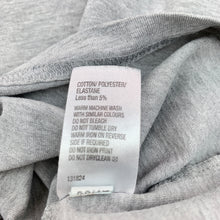 COTTON/ POLYESTER/
ELASTANE
Less than 5%
WARM MACHINE WASH
WITH SIMILAR COLOURS
DO NOT BLEACH
DO NOT TUMBLE DRY
WARM IRON ON REVERSE
SIDE IF REQUIRED
DO NOT IRON PRINT
DO NOT DRYCLEAN
131824